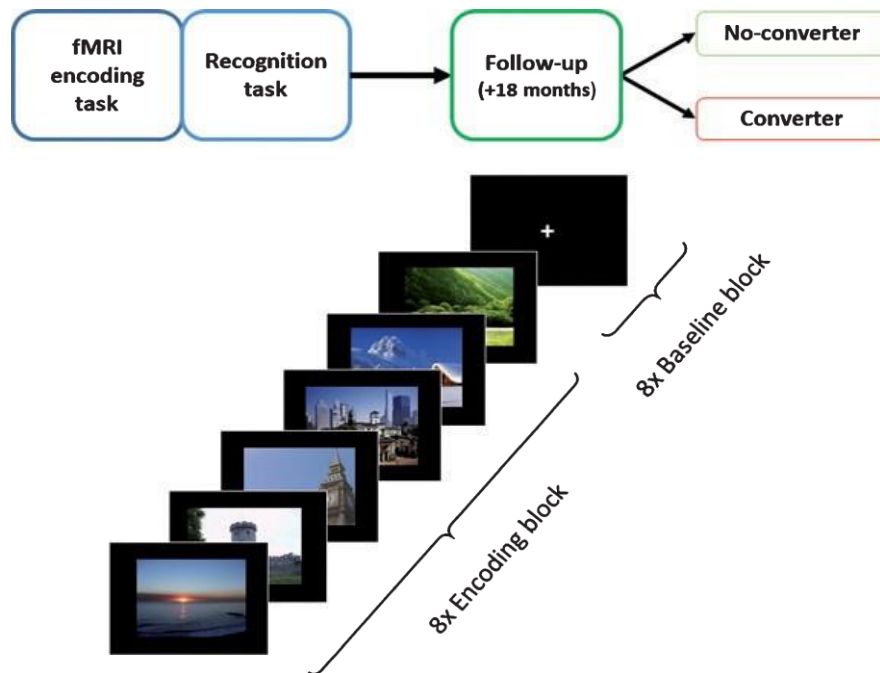 fMRI
encoding
task
Recognition
task
Follow-up
(+18 months)
No-converter
Converter
8x Baseline block
8x Encoding block